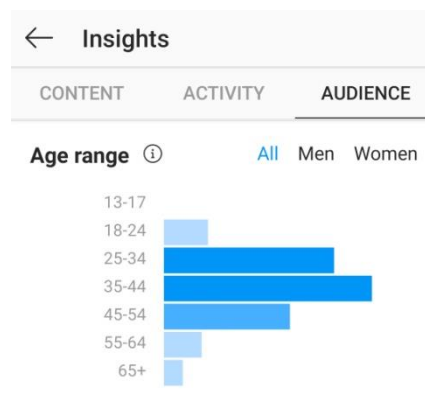 ← Insights
CONTENT ACTIVITY AUDIENCE
Age range ⓘ All Men Women
13-17
18-24
25-34
35-44
45-54
55-64
65+